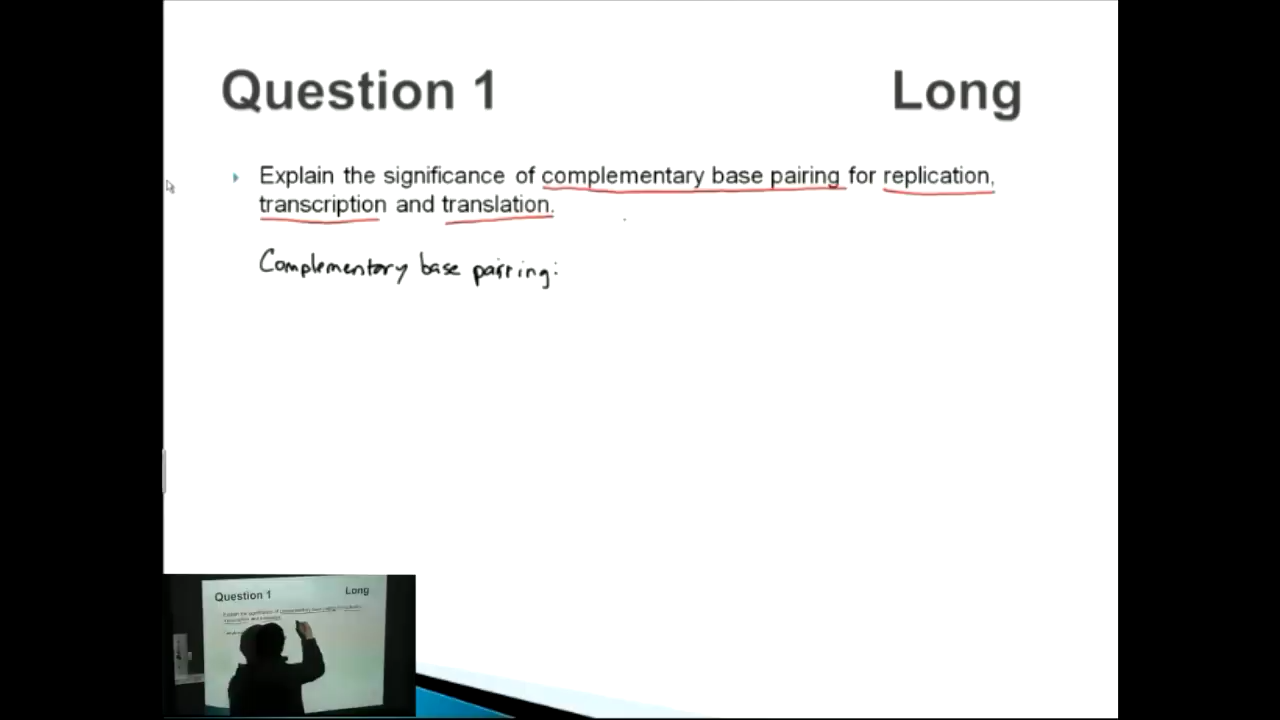 Question 1 Long
Explain the significance of complementary base pairing for replication,
transcription and translation.
Complementary base pairing:
Question 1 Long